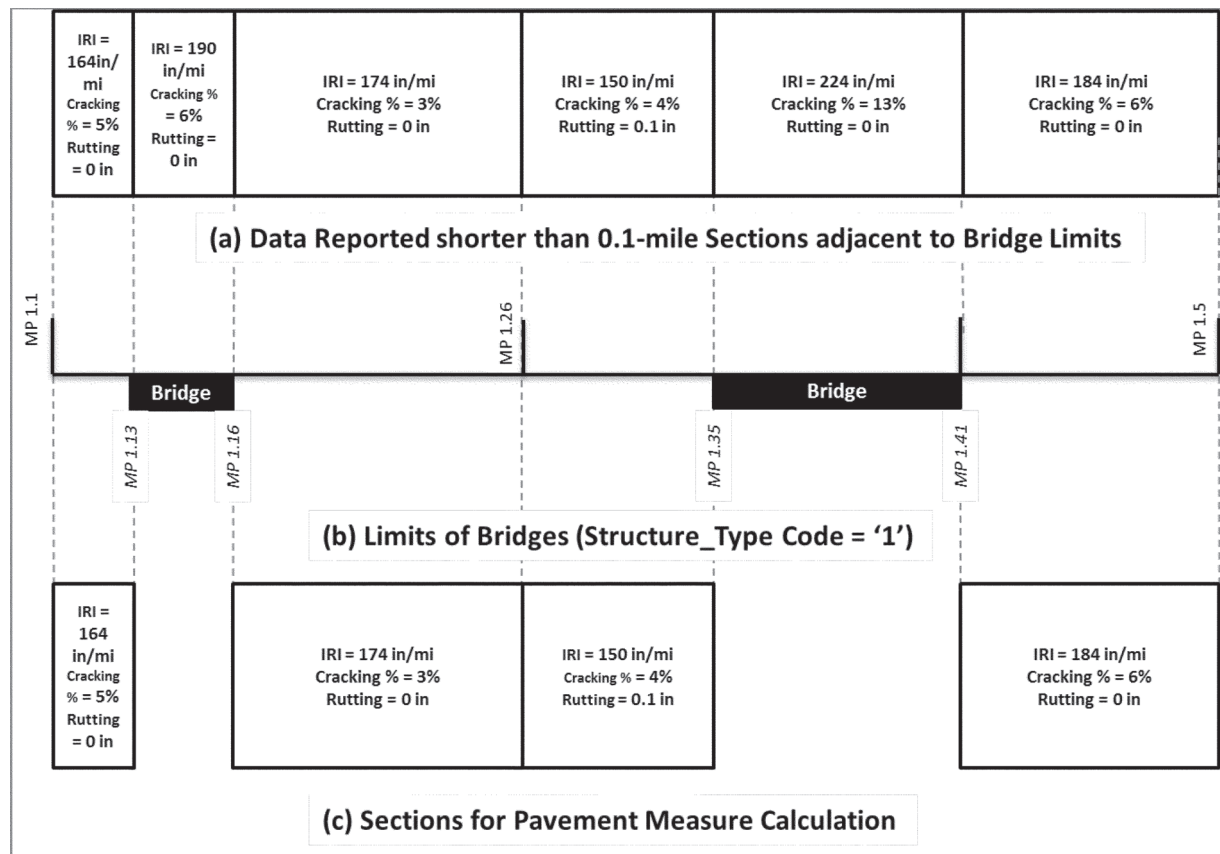 IRI =
164in/
mi
Cracking
% = 5%
Rutting
= 0 in
IRI = 190
in/mi
Cracking %
= 6%
Rutting =
0 in
IRI = 174 in/mi
Cracking % = 3%
Rutting = 0 in
IRI = 150 in/mi
Cracking % = 4%
Rutting = 0.1 in
IRI = 224 in/mi
Cracking % = 13%
Rutting = 0 in
IRI = 184 in/mi
Cracking % = 6%
Rutting = 0 in
(a) Data Reported shorter than 0.1-mile Sections adjacent to Bridge Limits
MP 1.1
MP 1.26
MP 1.5
Bridge
Bridge
MP 1.13
MP 1.16
MP 1.35
MP 1.41
(b) Limits of Bridges (Structure_Type Code = ‘1’)
IRI =
164
in/mi
Cracking
% = 5%
Rutting
= 0 in
IRI = 174 in/mi
Cracking % = 3%
Rutting = 0 in
IRI = 150 in/mi
Cracking % = 4%
Rutting = 0.1 in
IRI = 184 in/mi
Cracking % = 6%
Rutting = 0 in
(c) Sections for Pavement Measure Calculation